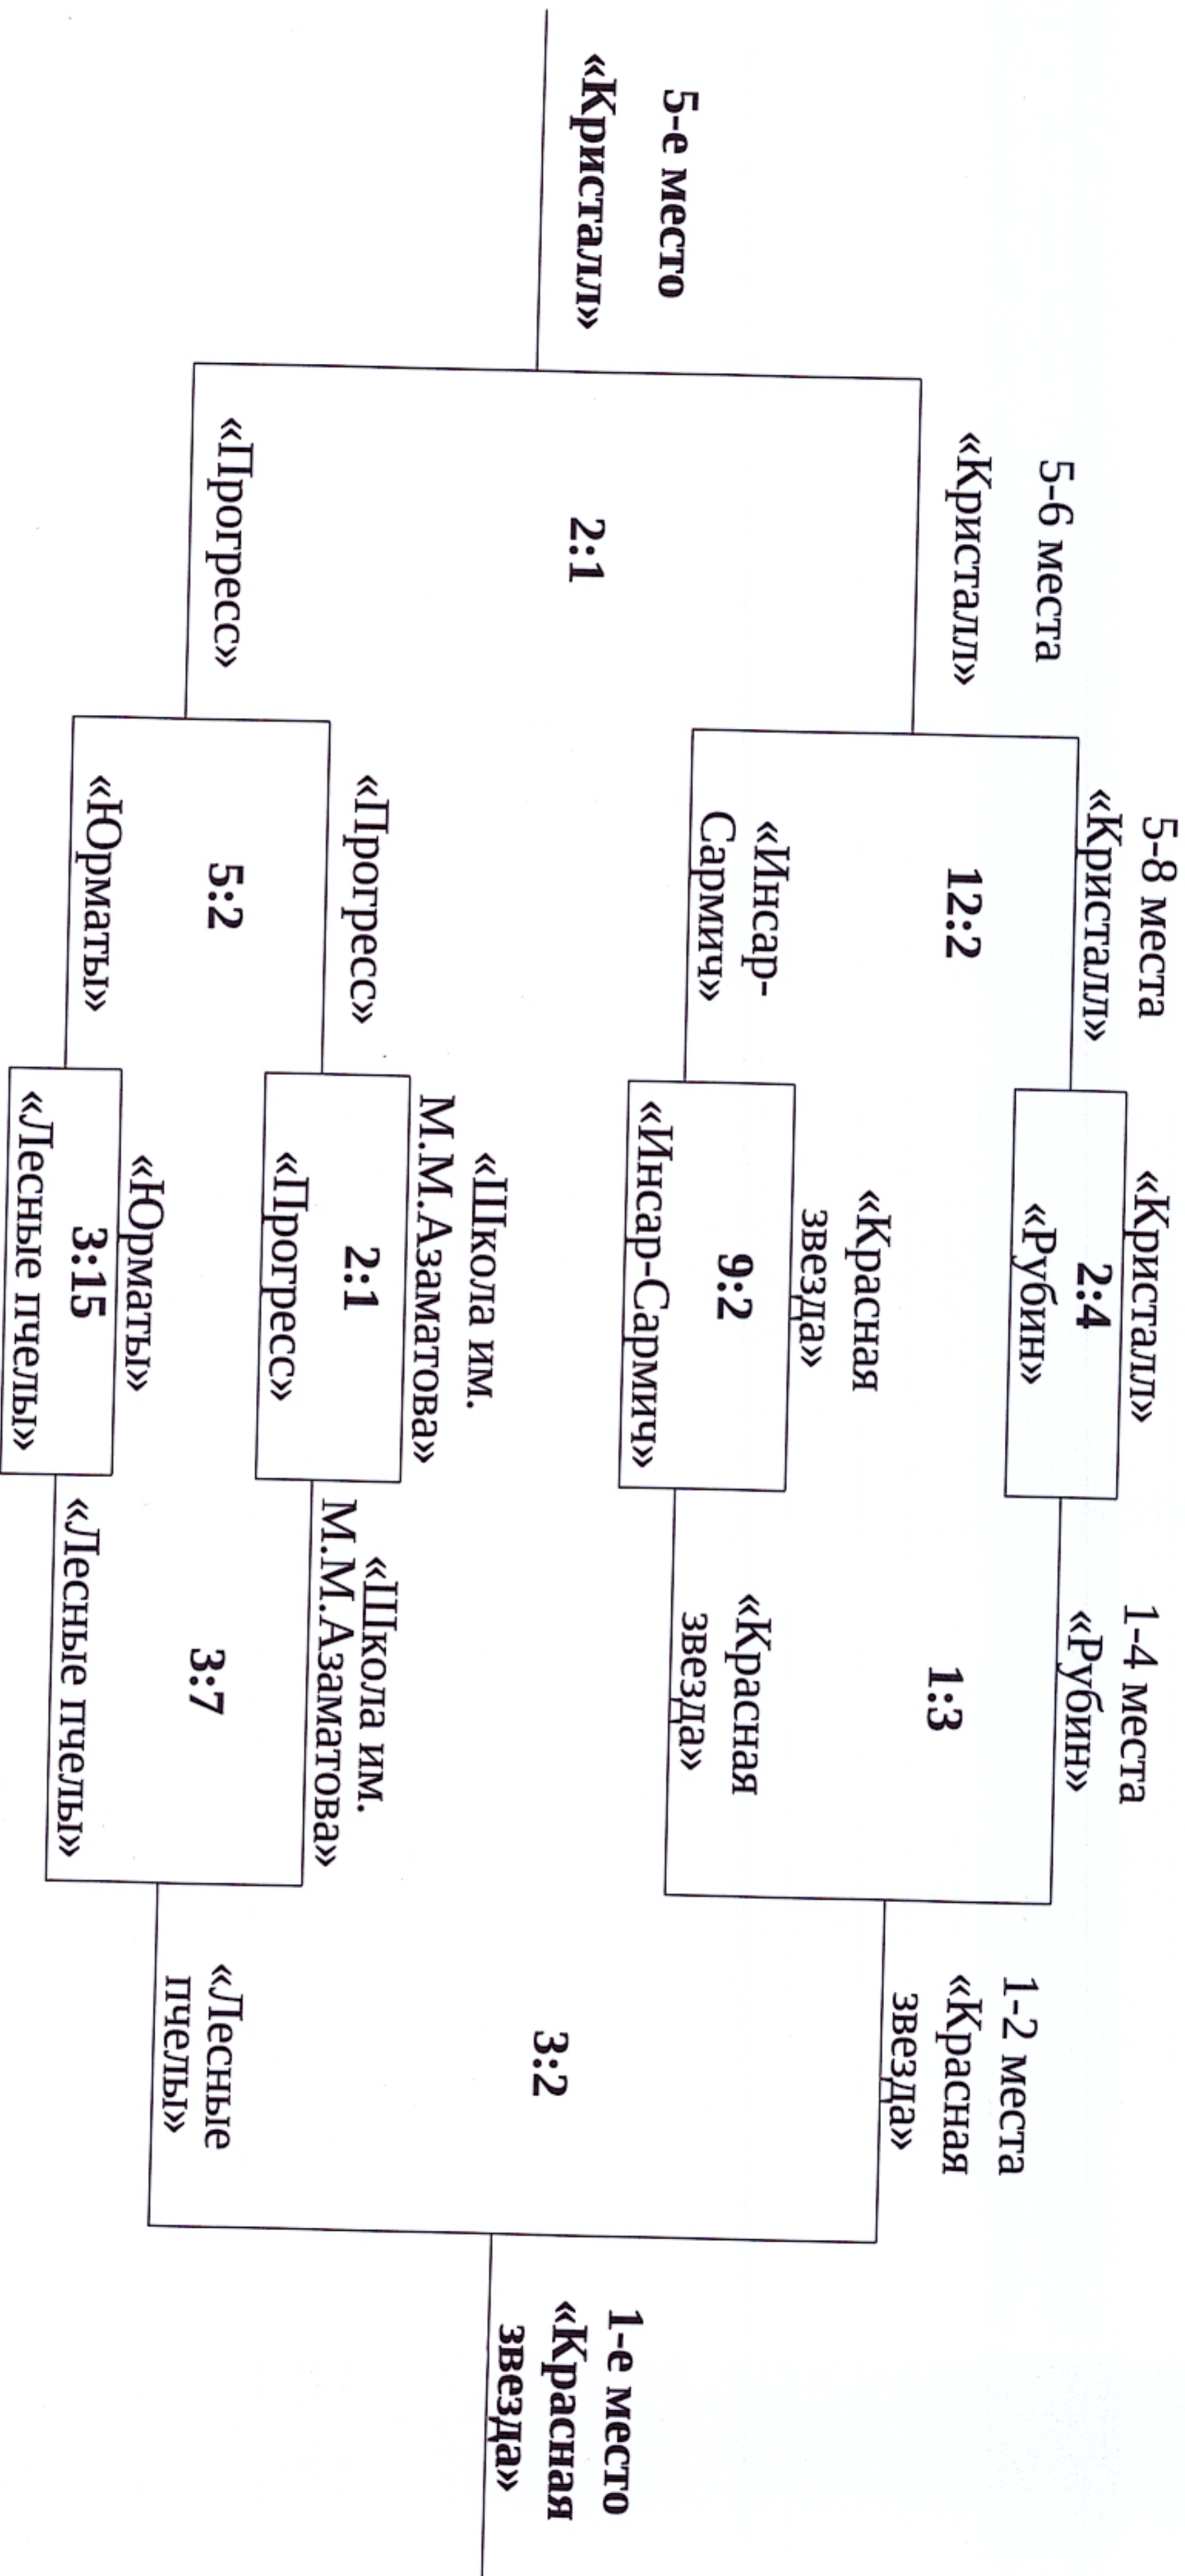 5-8 места
1-4 места
«Кристалл»
«Кристалл»
«Рубин»
5-6 места
2:4
1-2 места
«Кристалл»
12:2
«Рубин»
1:3
«Красная
звезда»
«Инсар-
Сармич»
«Красная
звезда»
9:2
«Красная
звезда»
5-е место
«Инсар-Сармич»
1-е место
«Кристалл»
2:1
3:2
«Красная
звезда»
«Школа им.
М.М.Азаматова»
«Прогресс»
2:1
«Школа им.
М.М.Азаматова»
«Прогресс»
«Прогресс»
5:2
3:7
«Лесные
пчелы»
«Юрматы»
«Юрматы»
3:15
«Лесные пчелы»
«Лесные пчелы»